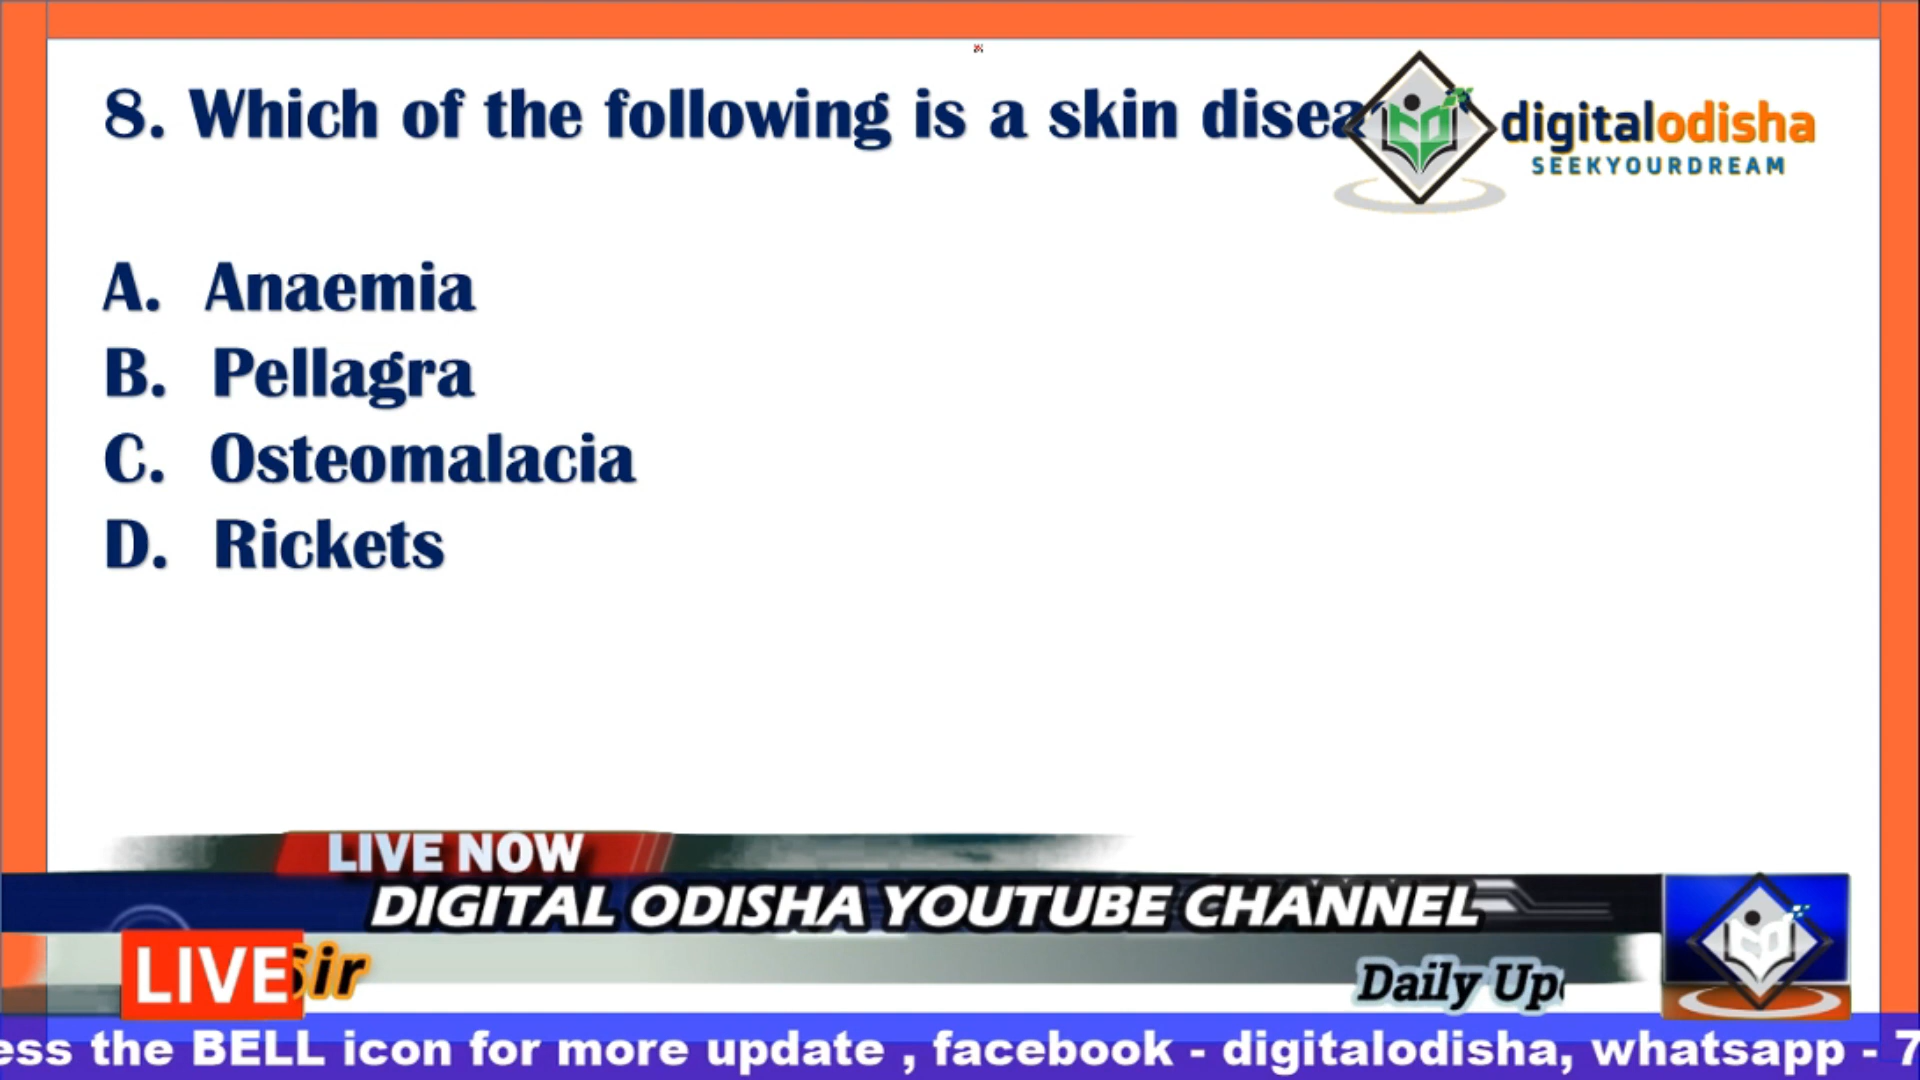 8. Which of the following is a skin disea
digitalodisha
SEEKYOURDREAM
A. Anaemia
B. Pellagra
C. Osteomalacia
D. Rickets
LIVE NOW
DIGITAL ODISHA YOUTUBE CHANNEL
LIVE Sir
Daily Up
ess the BELL icon for more update , facebook - digitalodisha, whatsapp - 7